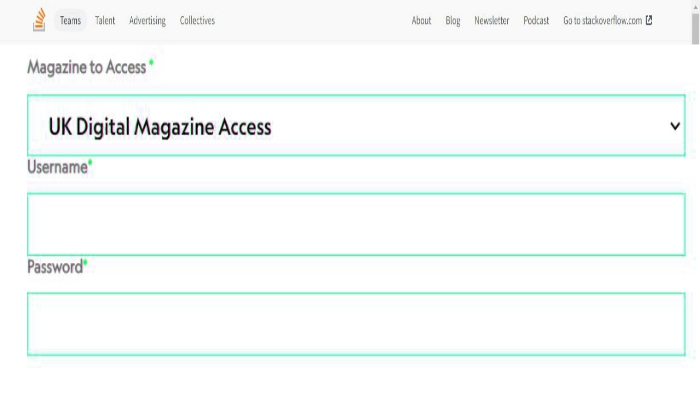 Teams Talent Advertising Collectives About Blog Newsletter Podcast Go to stackoverflow.com
Magazine to Access *
UK Digital Magazine Access
Username*
Password*